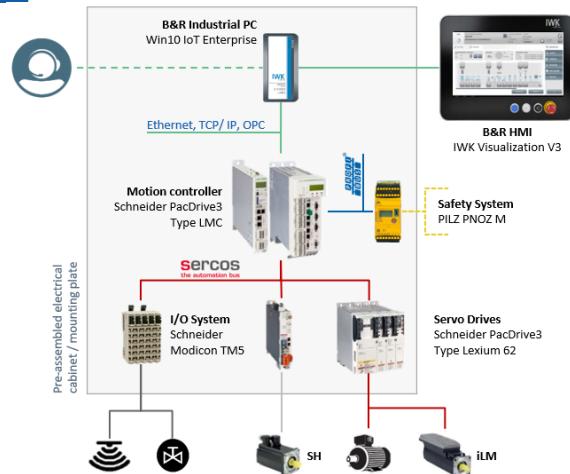 B&R Industrial PC
Win10 IoT Enterprise
IWK
IWK
B&R HMI
IWK Visualization V3
Ethernet, TCP/ IP, OPC
Motion controller
Schneider PacDrive3
Type LMC
Safety System
PILZ PNOZ M
sercos
the automation bus
I/O System
Schneider
Modicon TM5
Servo Drives
Schneider PacDrive3
Type Lexium 62
Pre-assembled electrical
cabinet / mounting plate
SH
iLM